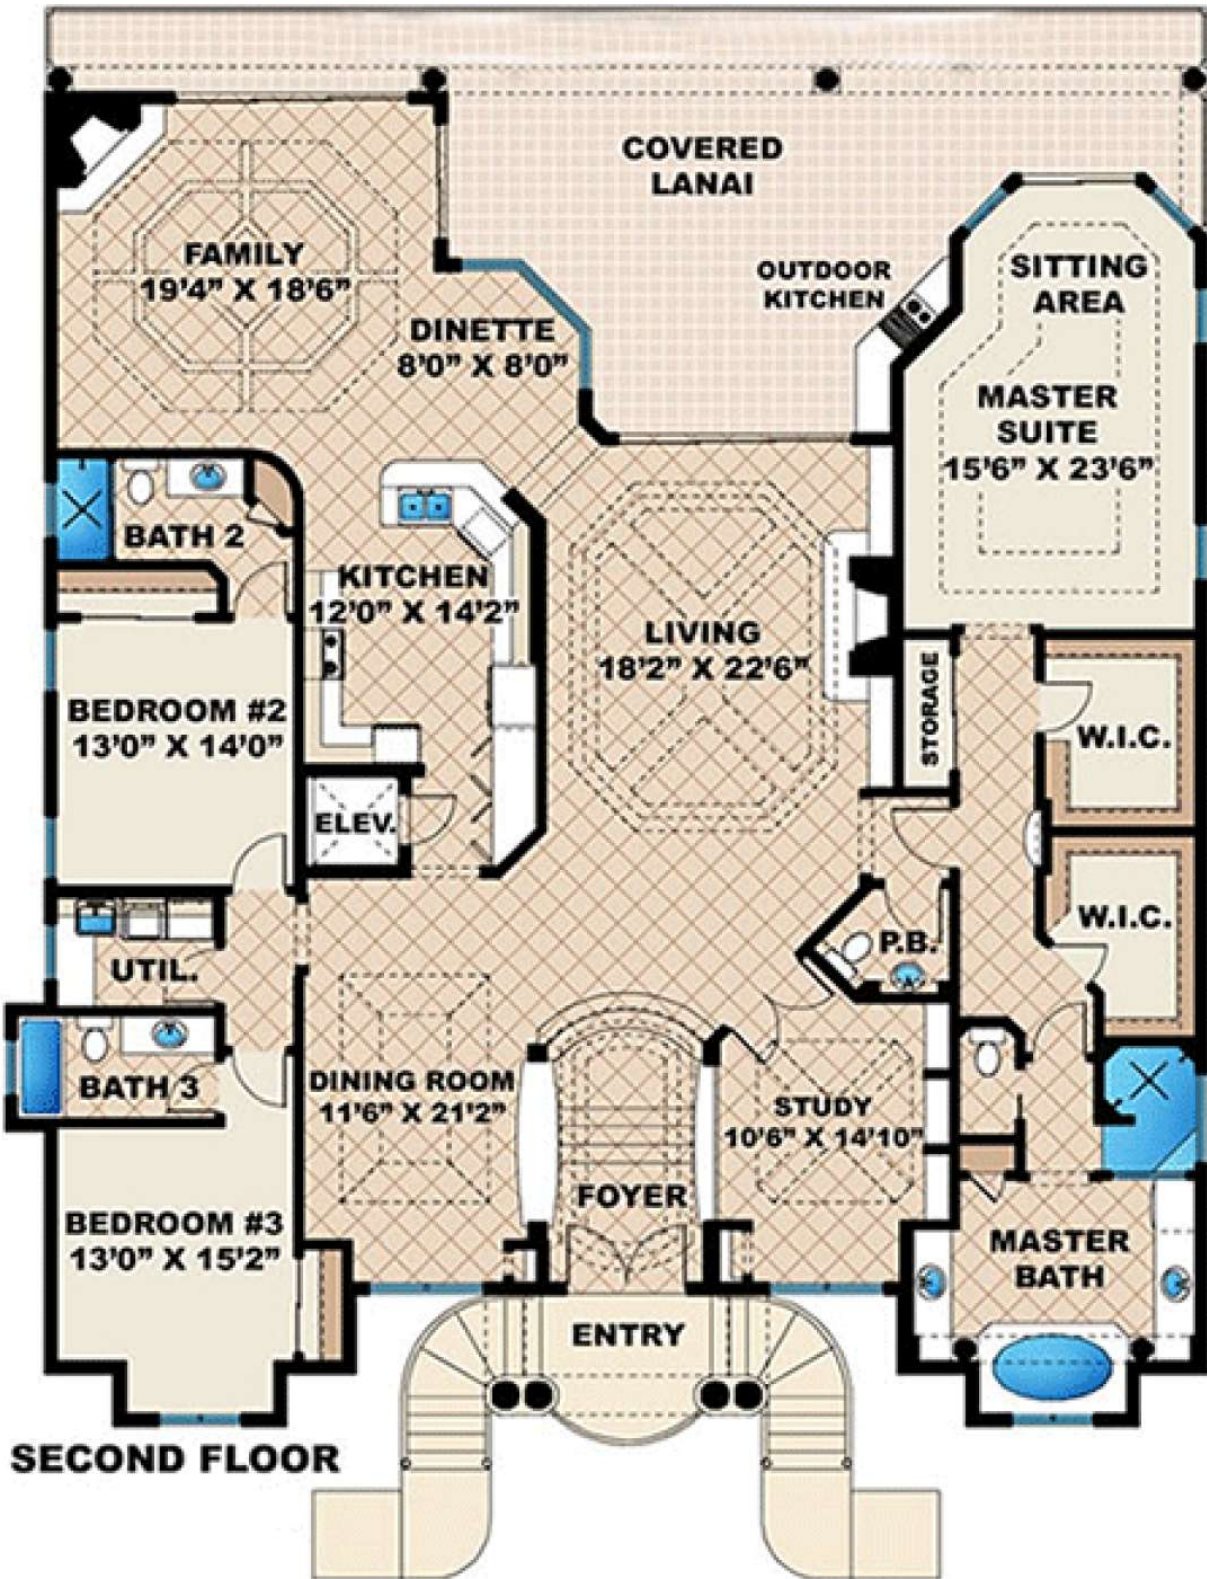 COVERED
LANAI
FAMILY
19'4" X 18'6"
DINETTE
8'0" X 8'0"
OUTDOOR
KITCHEN
SITTING
AREA
MASTER
SUITE
15'6" X 23'6"
BATH 2
KITCHEN
12'0" X 14'2"
LIVING
18'2" X 22'6"
STORAGE
W.I.C.
BEDROOM #2
13'0" X 14'0"
ELEV.
W.I.C.
P.B.
UTIL.
BATH 3
DINING ROOM
11'6" X 21'2"
STUDY
10'6" X 14'10"
FOYER
BEDROOM #3
13'0" X 15'2"
MASTER
BATH
ENTRY
SECOND FLOOR